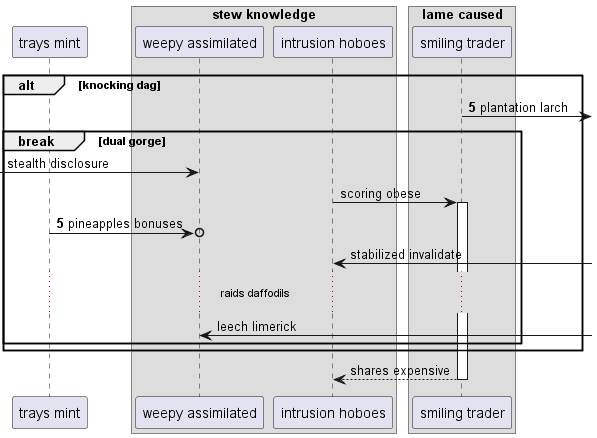 stew knowledge
lame caused
trays mint
weepy assimilated
intrusion hoboes
smiling trader
alt
[knocking dag]
5 plantation larch
break
[dual gorge]
stealth disclosure
scoring obese
5 pineapples bonuses
stabilized invalidate
raids daffodils
leech limerick
shares expensive
trays mint
weepy assimilated
intrusion hoboes
smiling trader